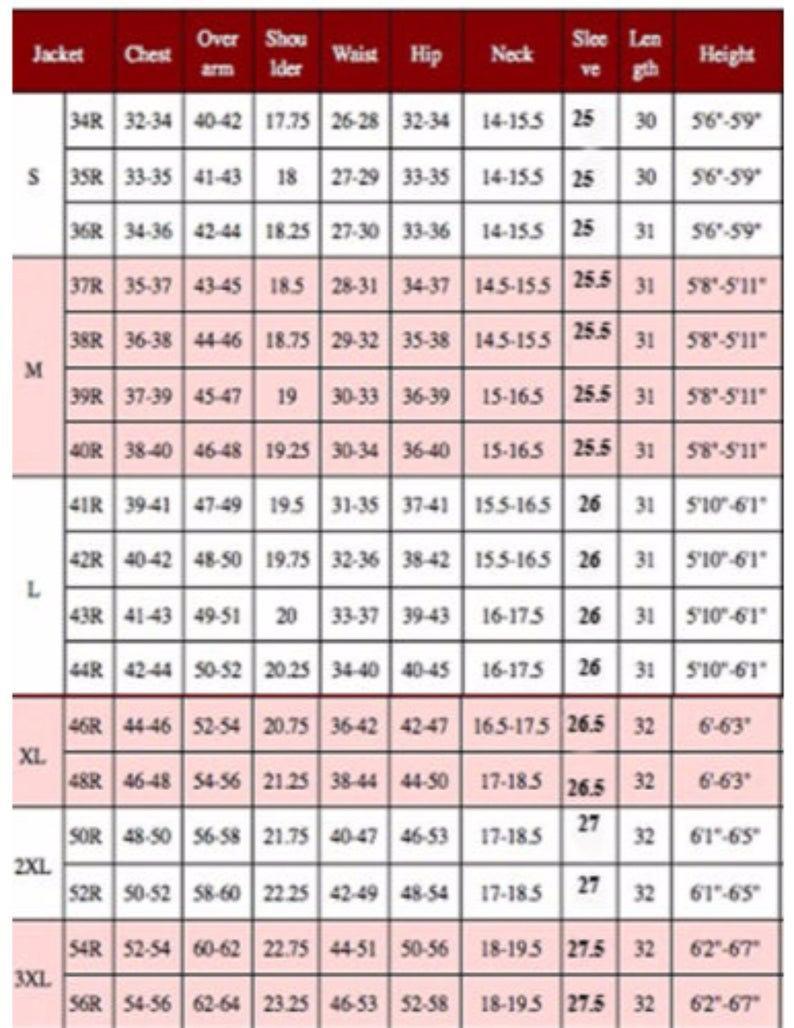 Jacket Chest Over arm Shou lder Waist Hip Neck Slee ve Len gth Height
S
34R 32-34 40-42 17.75 26-28 32-34 14-15.5 25 30 5'6"-5'9"
35R 33-35 41-43 18 27-29 33-35 14-15.5 25 30 5'6"-5'9"
36R 34-36 42-44 18.25 27-30 33-36 14-15.5 25 31 5'6"-5'9"
M
37R 35-37 43-45 18.5 28-31 34-37 14.5-15.5 25.5 31 5'8"-5'11"
38R 36-38 44-46 18.75 29-32 35-38 14.5-15.5 25.5 31 5'8"-5'11"
39R 37-39 45-47 19 30-33 36-39 15-16.5 25.5 31 5'8"-5'11"
40R 38-40 46-48 19.25 30-34 36-40 15-16.5 25.5 31 5'8"-5'11"
L
41R 39-41 47-49 19.5 31-35 37-41 15.5-16.5 26 31 5'10"-6'1"
42R 40-42 48-50 19.75 32-36 38-42 15.5-16.5 26 31 5'10"-6'1"
43R 41-43 49-51 20 33-37 39-43 16-17.5 26 31 5'10"-6'1"
44R 42-44 50-52 20.25 34-40 40-45 16-17.5 26 31 5'10"-6'1"
XL
46R 44-46 52-54 20.75 36-42 42-47 16.5-17.5 26.5 32 6'-6'3"
48R 46-48 54-56 21.25 38-44 44-50 17-18.5 26.5 32 6'-6'3"
2XL
50R 48-50 56-58 21.75 40-47 46-53 17-18.5 27 32 6'1"-6'5"
52R 50-52 58-60 22.25 42-49 48-54 17-18.5 27 32 6'1"-6'5"
3XL
54R 52-54 60-62 22.75 44-51 50-56 18-19.5 27.5 32 6'2"-6'7"
56R 54-56 62-64 23.25 46-53 52-58 18-19.5 27.5 32 6'2"-6'7"